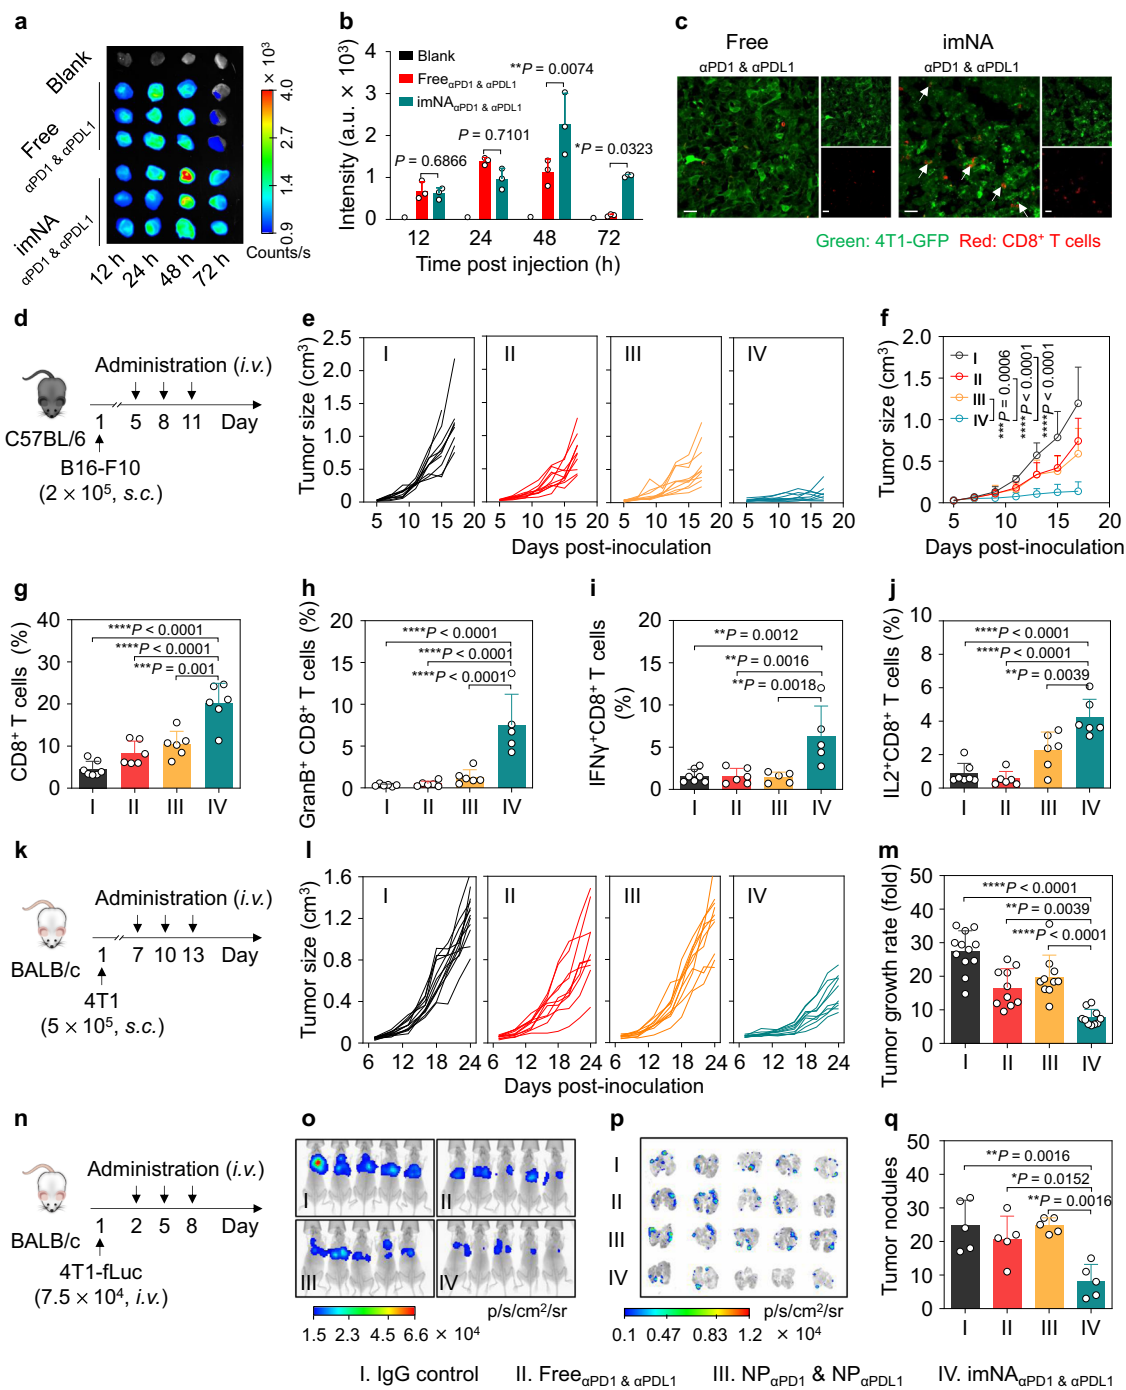 a
Blank
Free
αPD1 & αPDL1
imNA
αPD1 & αPDL1
12 h 24 h 48 h 72 h
4.0 × 10³
2.7
1.4
0.9
Counts/s
b
Intensity (a.u. × 10³)
4
3
2
1
0
Blank
FreeαPD1 & αPDL1
imNAαPD1 & αPDL1
P = 0.6866
P = 0.7101
**P = 0.0074
*P = 0.0323
12 24 48 72
Time post injection (h)
c
Free
αPD1 & αPDL1
imNA
αPD1 & αPDL1
Green: 4T1-GFP Red: CD8⁺ T cells
d
Administration (i.v.)
C57BL/6
1 5 8 11 Day
B16-F10
(2 × 10⁵, s.c.)
e
Tumor size (cm³)
2.5
2.0
1.5
1.0
0.5
0
I II III IV
5 10 15 20 5 10 15 20 5 10 15 20 5 10 15 20
Days post-inoculation
f
Tumor size (cm³)
2.0
1.5
1.0
0.5
0
I
II
III
IV
***P = 0.0006
****P < 0.0001
****P < 0.0001
5 10 15 20
Days post-inoculation
g
CD8⁺ T cells (%)
40
30
20
10
0
****P < 0.0001
****P < 0.0001
***P = 0.001
I II III IV
h
GranB⁺ CD8⁺ T cells (%)
20
15
10
5
0
****P < 0.0001
****P < 0.0001
****P < 0.0001
I II III IV
i
IFNγ⁺CD8⁺ T cells
(%)
20
15
10
5
0
**P = 0.0012
**P = 0.0016
**P = 0.0018
I II III IV
j
IL2⁺CD8⁺ T cells (%)
10
8
6
4
2
0
****P < 0.0001
****P < 0.0001
**P = 0.0039
I II III IV
k
Administration (i.v.)
BALB/c
1 7 10 13 Day
4T1
(5 × 10⁵, s.c.)
l
Tumor size (cm³)
1.6
1.2
0.8
0.4
0
I II III IV
6 12 18 24 6 12 18 24 6 12 18 24 6 12 18 24
Days post-inoculation
m
Tumor growth rate (fold)
50
40
30
20
10
0
****P < 0.0001
**P = 0.0039
****P < 0.0001
I II III IV
n
Administration (i.v.)
BALB/c
1 2 5 8 Day
4T1-fLuc
(7.5 × 10⁴, i.v.)
o
I II
III IV
p/s/cm²/sr
1.5 2.3 4.5 6.6 × 10⁴
p
I
II
III
IV
p/s/cm²/sr
0.1 0.47 0.83 1.2 × 10⁴
q
Tumor nodules
50
40
30
20
10
0
**P = 0.0016
*P = 0.0152
**P = 0.0016
I II III IV
I. IgG control II. FreeαPD1 & αPDL1 III. NPαPD1 & NPαPDL1 IV. imNAαPD1 & αPDL1